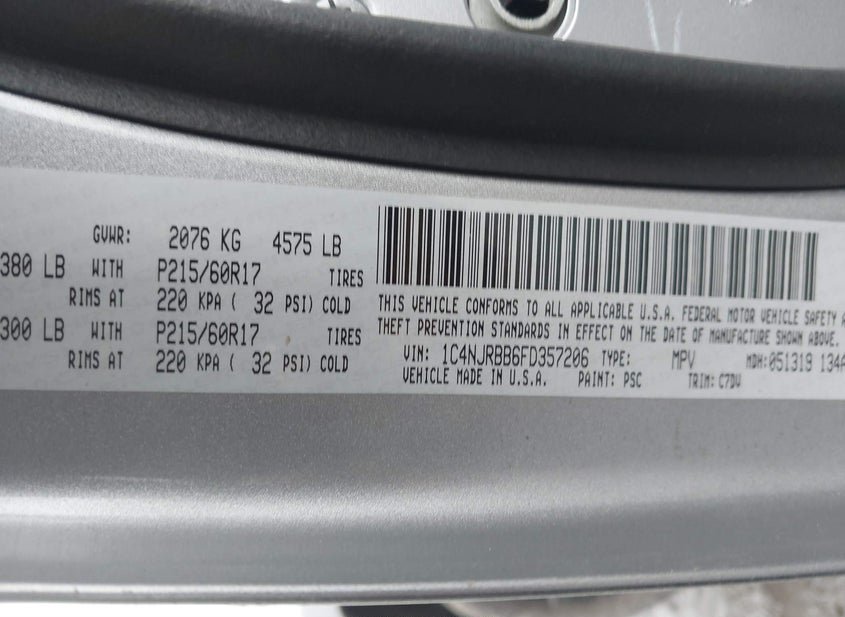 GVWR: 2076 KG 4575 LB
380 LB WITH P215/60R17 TIRES
RIMS AT 220 KPA ( 32 PSI) COLD
300 LB WITH P215/60R17 TIRES
RIMS AT 220 KPA ( 32 PSI) COLD
THIS VEHICLE CONFORMS TO ALL APPLICABLE U.S.A. FEDERAL MOTOR VEHICLE SAFETY
THEFT PREVENTION STANDARDS IN EFFECT ON THE DATE OF MANUFACTURE SHOWN ABOVE.
VIN: 1C4NJRBB6FD357206 TYPE: MPV MDH:051319 134A
VEHICLE MADE IN U.S.A. PAINT: PSC TRIM: C7DV